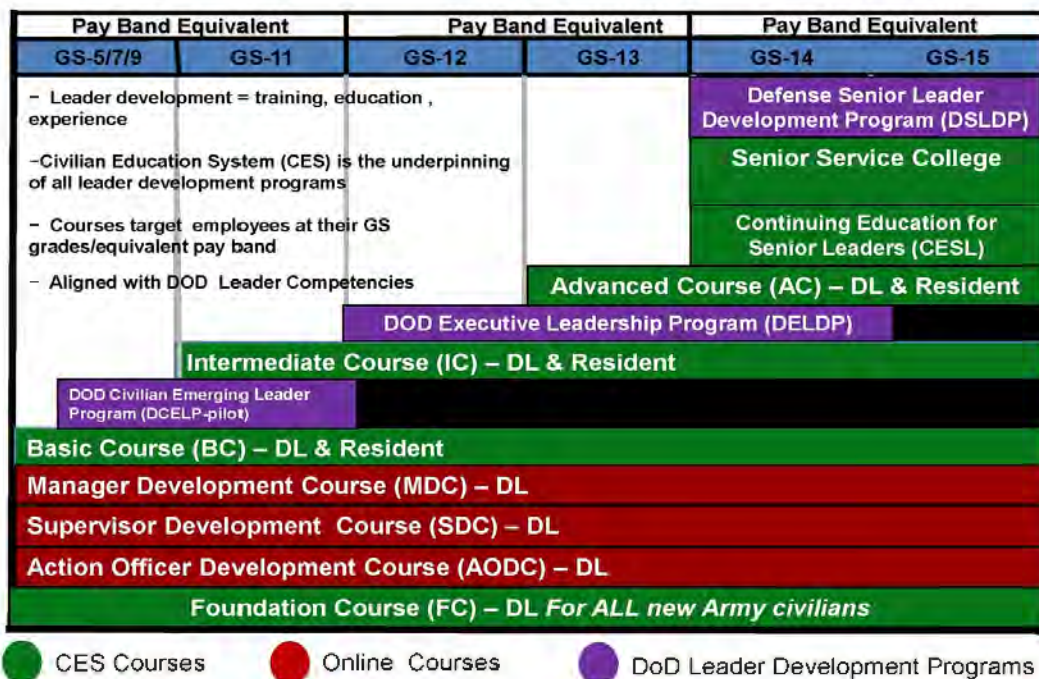 Pay Band Equivalent Pay Band Equivalent Pay Band Equivalent
GS-5/7/9 GS-11 GS-12 GS-13 GS-14 GS-15
– Leader development = training, education ,
experience
–Civilian Education System (CES) is the underpinning
of all leader development programs
– Courses target employees at their GS
grades/equivalent pay band
– Aligned with DOD Leader Competencies
Defense Senior Leader
Development Program (DSLDP)
Senior Service College
Continuing Education for
Senior Leaders (CESL)
Advanced Course (AC) – DL & Resident
DOD Executive Leadership Program (DELDP)
Intermediate Course (IC) – DL & Resident
DOD Civilian Emerging Leader
Program (DCELP-pilot)
Basic Course (BC) – DL & Resident
Manager Development Course (MDC) – DL
Supervisor Development Course (SDC) – DL
Action Officer Development Course (AODC) – DL
Foundation Course (FC) – DL For ALL new Army civilians
CES Courses Online Courses DoD Leader Development Programs